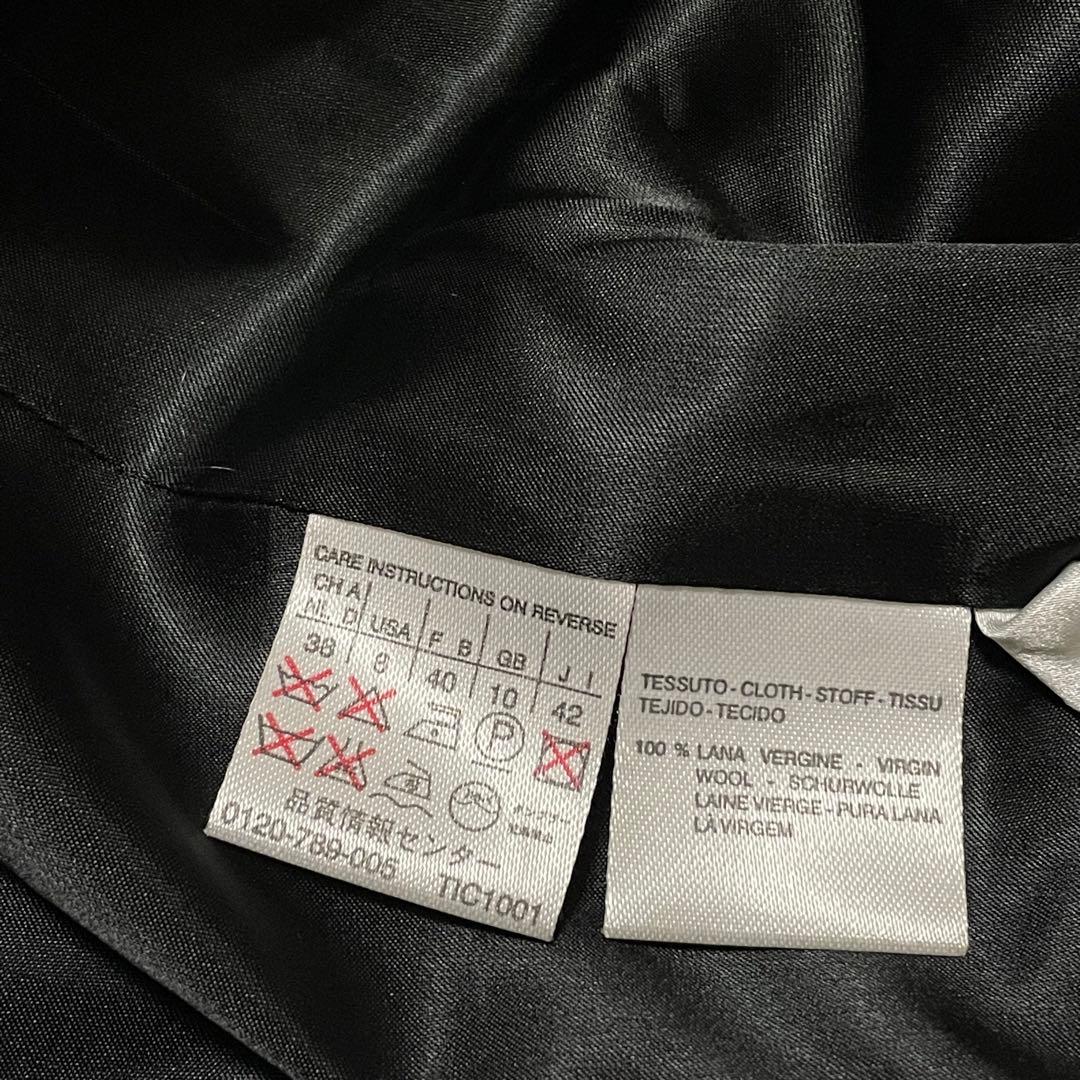 CARE INSTRUCTIONS ON REVERSE
CH A
NL D USA F B GB J I
38 8 40 10 42
P
品質情報センター
0120-789-005 TIC1001
TESSUTO - CLOTH - STOFF - TISSU
TEJIDO - TECIDO
100 % LANA VERGINE - VIRGIN
WOOL - SCHURWOLLE
LAINE VIERGE - PURA LANA
LA VIRGEM